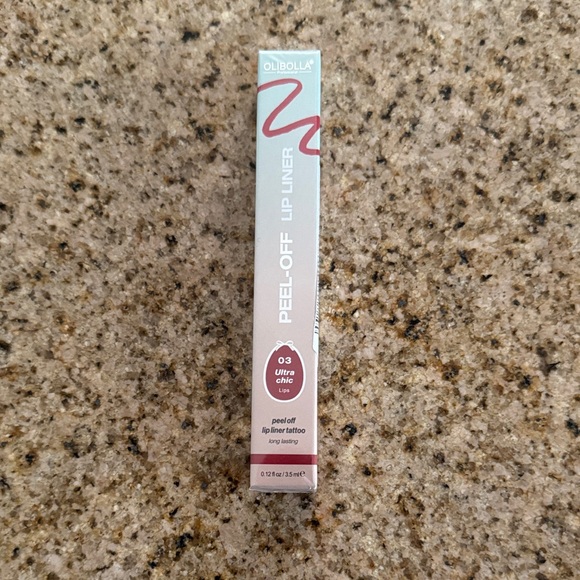 OLIBOLLA®
PEEL-OFF LIP LINER
03
Ultra
chic
Lips
peel off
lip liner tattoo
long lasting
0.12 fl oz / 3.5 ml ℮